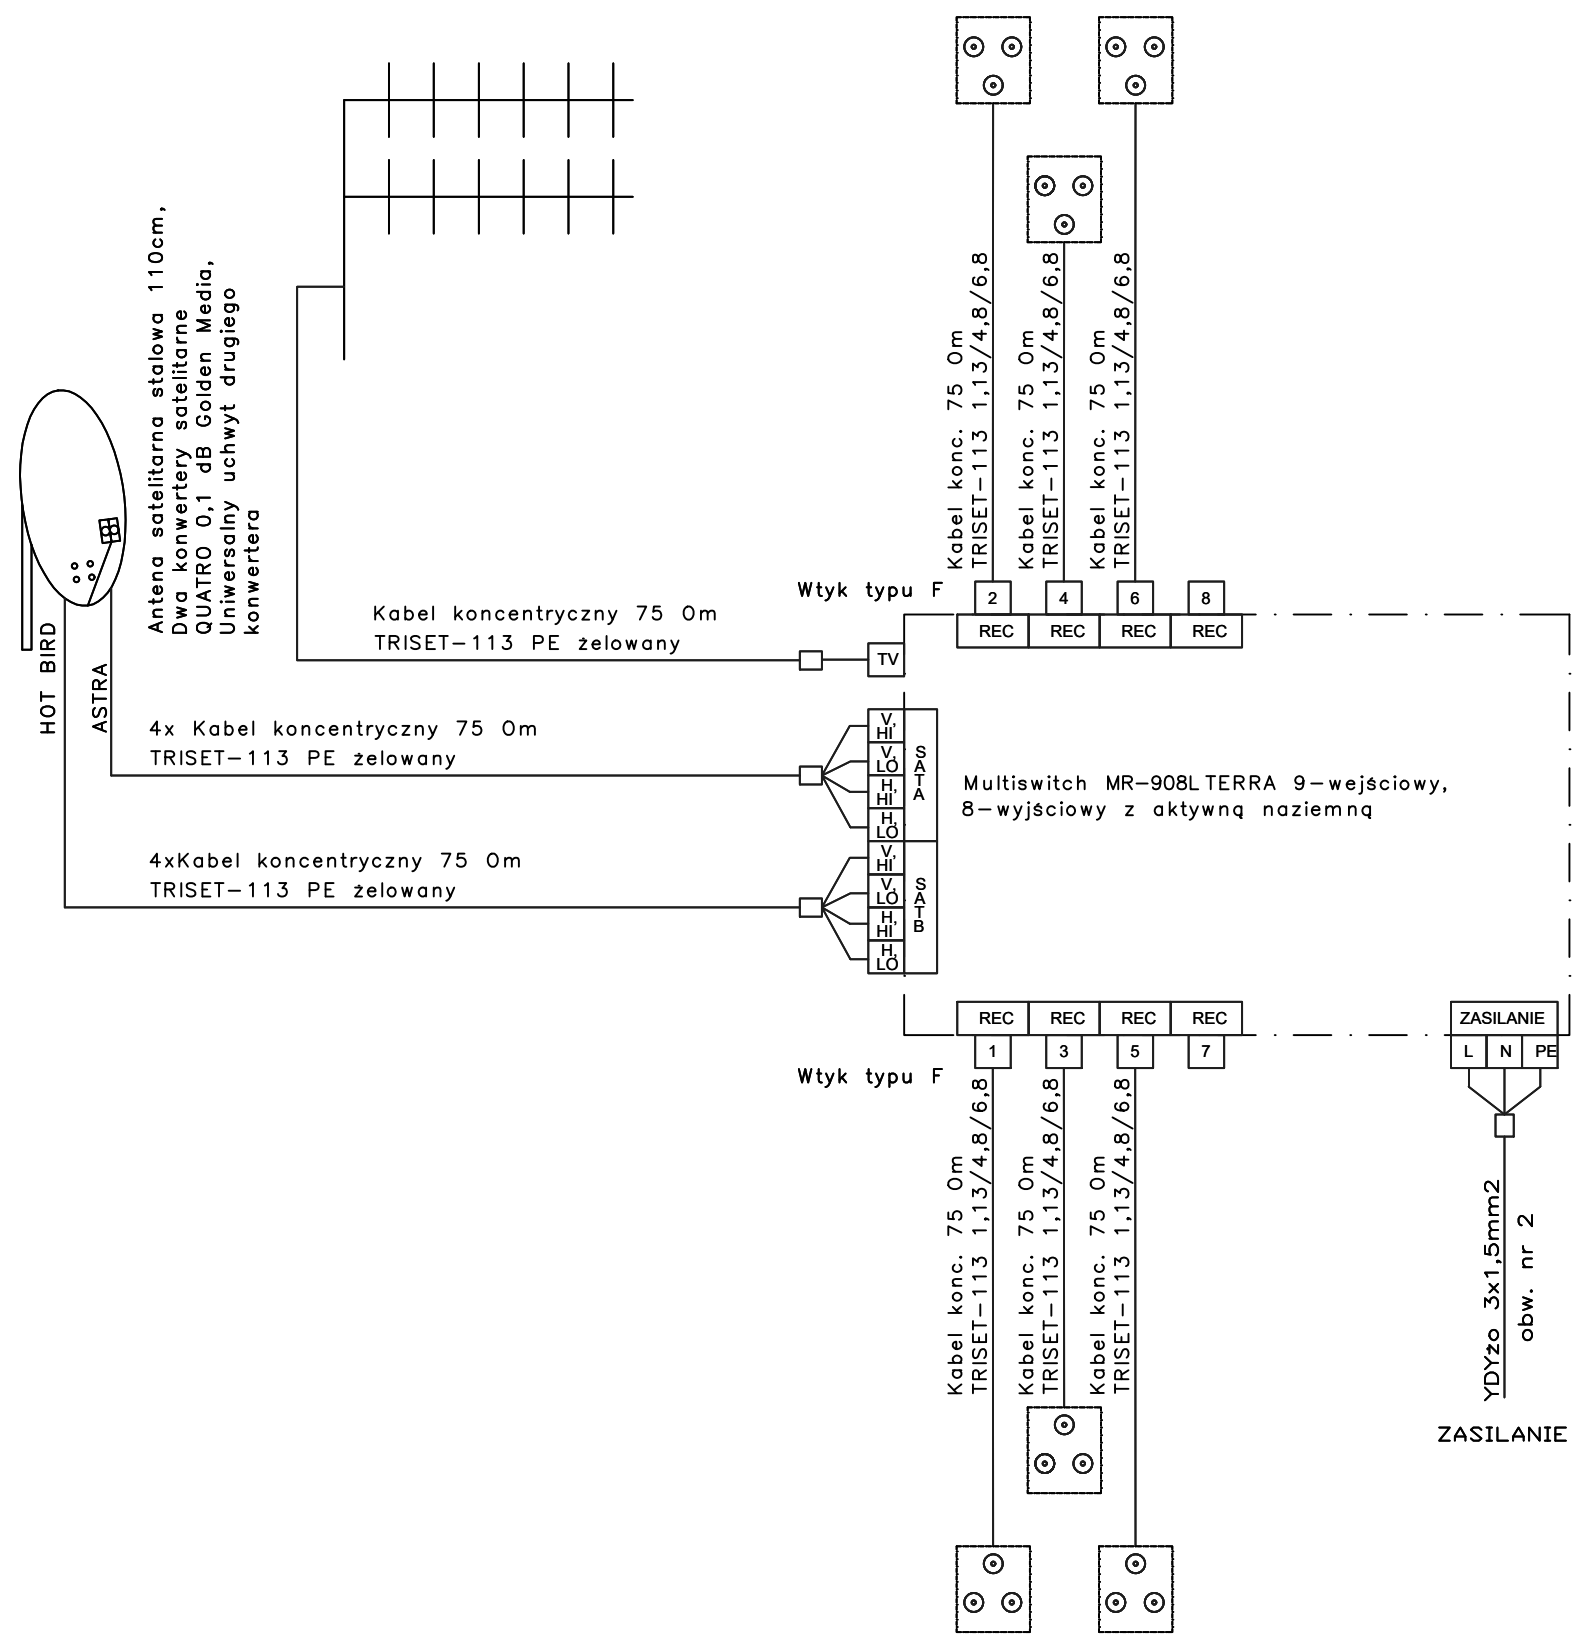 Antena satelitarna stalowa 110cm,
Dwa konwertery satelitarne
QUATRO 0,1 dB Golden Media,
Uniwersalny uchwyt drugiego
konwertera
HOT BIRD
ASTRA
Kabel koncentryczny 75 Om
TRISET-113 PE żelowany
4x Kabel koncentryczny 75 Om
TRISET-113 PE żelowany
4xKabel koncentryczny 75 Om
TRISET-113 PE żelowany
Kabel konc. 75 Om
TRISET-113 1,13/4,8/6,8
Kabel konc. 75 Om
TRISET-113 1,13/4,8/6,8
Kabel konc. 75 Om
TRISET-113 1,13/4,8/6,8
Wtyk typu F
2
4
6
8
REC
REC
REC
REC
TV
V,
HI
V,
LO
H,
HI
H,
LO
SATA
V,
HI
V,
LO
H,
HI
H,
LO
SATB
Multiswitch MR-908L TERRA 9-wejściowy,
8-wyjściowy z aktywną naziemną
REC
REC
REC
REC
1
3
5
7
Wtyk typu F
ZASILANIE
L
N
PE
Kabel konc. 75 Om
TRISET-113 1,13/4,8/6,8
Kabel konc. 75 Om
TRISET-113 1,13/4,8/6,8
Kabel konc. 75 Om
TRISET-113 1,13/4,8/6,8
YDYżo 3x1,5mm2
obw. nr 2
ZASILANIE